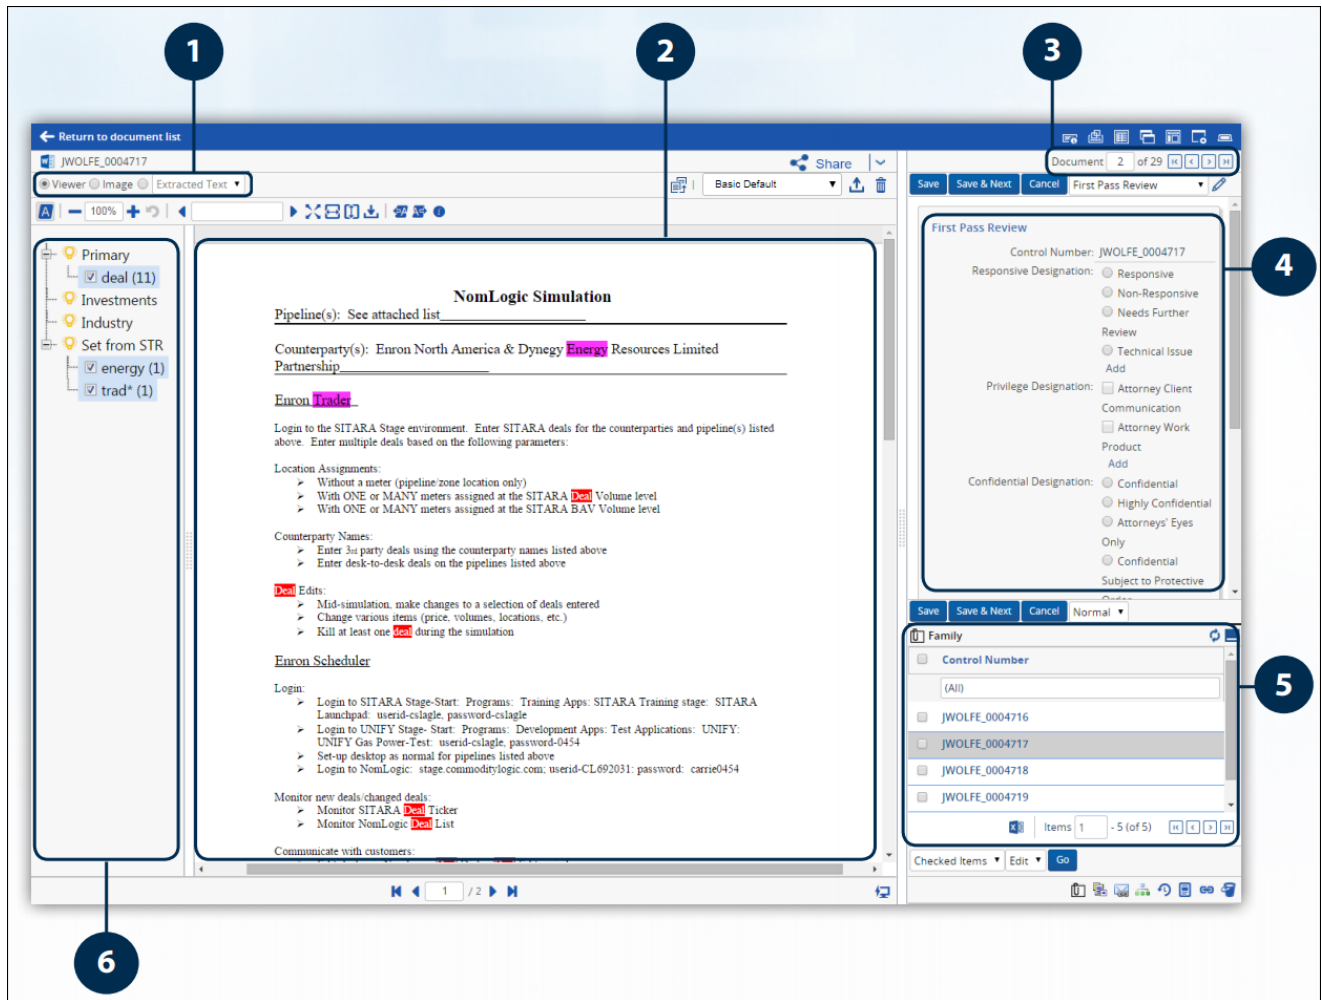 1
2
3
Return to document list
JWOLFE_0004717
Share
Document 2 of 29
Viewer Image Extracted Text
Basic Default
Save Save & Next Cancel First Pass Review
A 100%
Primary
deal (11)
Investments
Industry
Set from STR
energy (1)
trad* (1)
NomLogic Simulation
Pipeline(s): See attached list
Counterparty(s): Enron North America & Dynegy Energy Resources Limited
Partnership
Enron Trader
Login to the SITARA Stage environment. Enter SITARA deals for the counterparties and pipeline(s) listed
above. Enter multiple deals based on the following parameters:
Location Assignments:
➢ Without a meter (pipeline/zone location only)
➢ With ONE or MANY meters assigned at the SITARA Deal Volume level
➢ With ONE or MANY meters assigned at the SITARA BAV Volume level
Counterparty Names:
➢ Enter 3rd party deals using the counterparty names listed above
➢ Enter desk-to-desk deals on the pipelines listed above
Deal Edits:
➢ Mid-simulation, make changes to a selection of deals entered
➢ Change various items (price, volumes, locations, etc.)
➢ Kill at least one deal during the simulation
Enron Scheduler
Login:
➢ Login to SITARA Stage-Start: Programs: Training Apps: SITARA Training stage: SITARA
Launchpad: userid-cslagle, password-cslagle
➢ Login to UNIFY Stage- Start: Programs: Development Apps: Test Applications: UNIFY:
UNIFY Gas Power-Test: userid-cslagle, password-0454
➢ Set-up desktop as normal for pipelines listed above
➢ Login to NomLogic: stage.commoditylogic.com; userid-CL692031: password: carrie0454
Monitor new deals/changed deals:
➢ Monitor SITARA Deal Ticker
➢ Monitor NomLogic Deal List
Communicate with customers:
1 / 2
First Pass Review
Control Number: JWOLFE_0004717
Responsive Designation: Responsive
Non-Responsive
Needs Further
Review
Technical Issue
Add
Privilege Designation: Attorney Client
Communication
Attorney Work
Product
Add
Confidential Designation: Confidential
Highly Confidential
Attorneys' Eyes
Only
Confidential
Subject to Protective
Order
4
Save Save & Next Cancel Normal
Family
Control Number
(All)
JWOLFE_0004716
JWOLFE_0004717
JWOLFE_0004718
JWOLFE_0004719
Items 1 - 5 (of 5)
5
Checked Items Edit Go
6